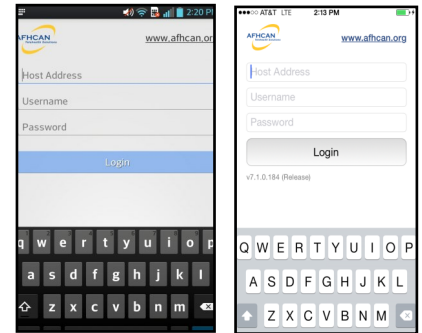 2:20 P
AFHCAN
www.afhcan.or
Host Address
Username
Password
Login
q w e r t y u i o p
a s d f g h j k l
z x c v b n m
AT&T LTE 2:13 PM
AFHCAN
www.afhcan.org
Host Address
Username
Password
Login
v7.1.0.184 (Release)
Q W E R T Y U I O P
A S D F G H J K L
Z X C V B N M